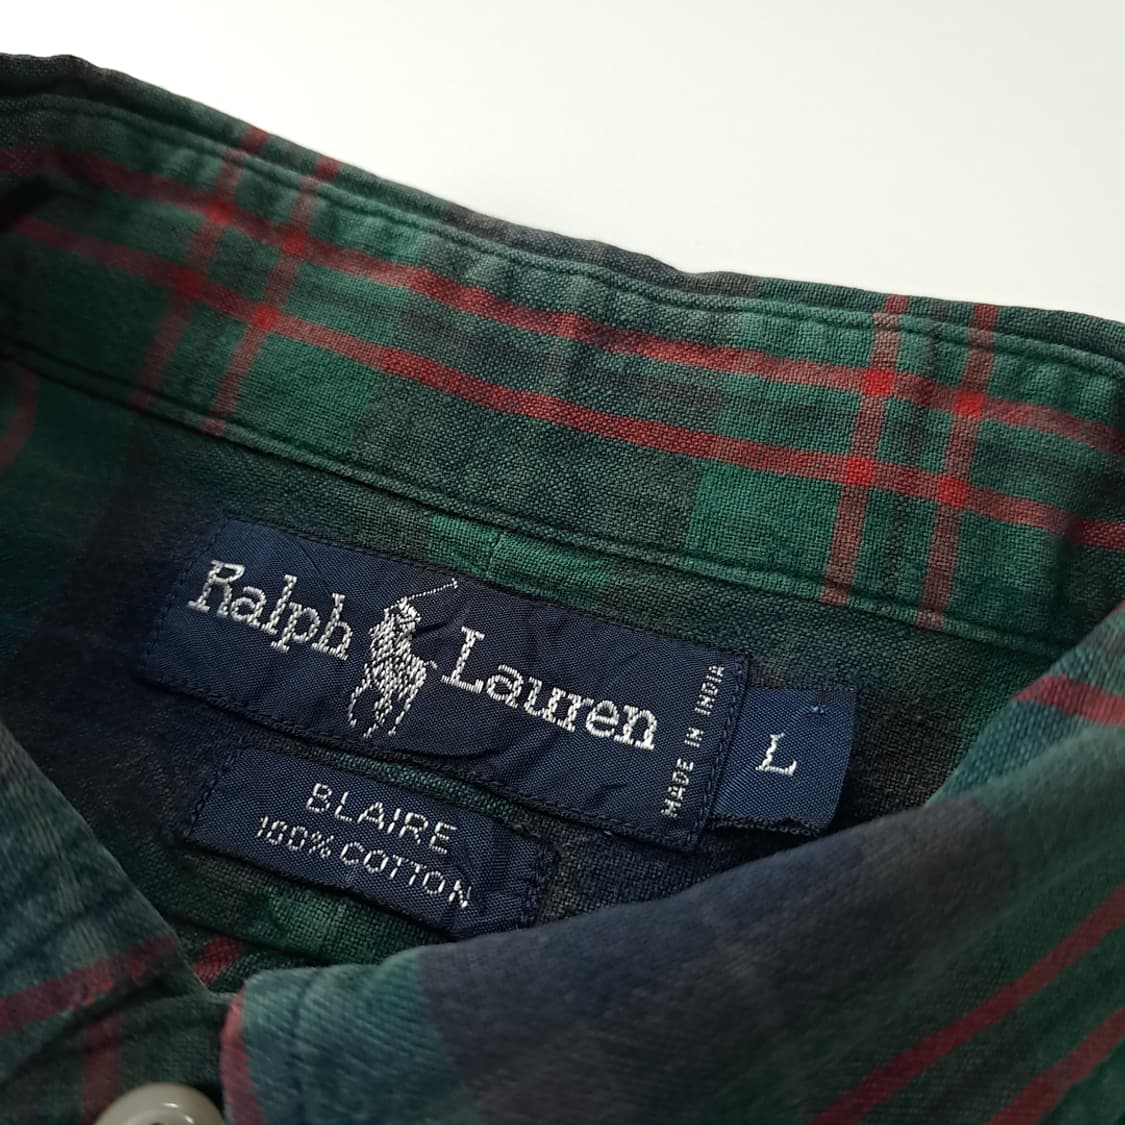 Ralph Lauren
MADE IN INDIA
L
BLAIRE
100% COTTON